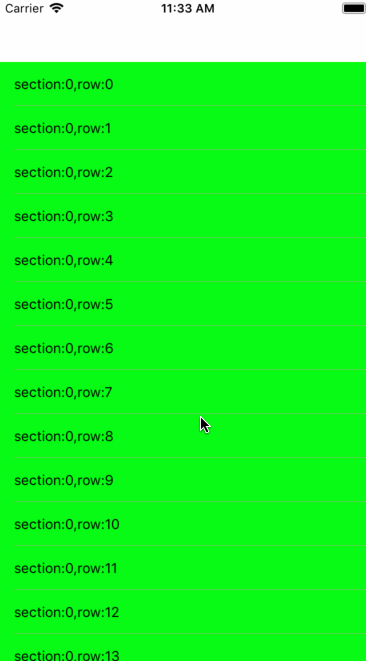 Carrier 11:33 AM
section:0,row:0
section:0,row:1
section:0,row:2
section:0,row:3
section:0,row:4
section:0,row:5
section:0,row:6
section:0,row:7
section:0,row:8
section:0,row:9
section:0,row:10
section:0,row:11
section:0,row:12
section:0,row:13